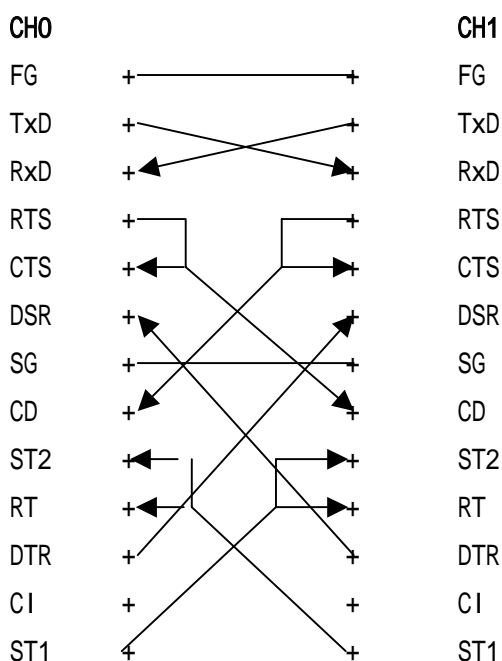 CH0 CH1
FG + + FG
TxD + + TxD
RxD + + RxD
RTS + + RTS
CTS + + CTS
DSR + + DSR
SG + + SG
CD + + CD
ST2 + + ST2
RT + + RT
DTR + + DTR
CI + + CI
ST1 + + ST1